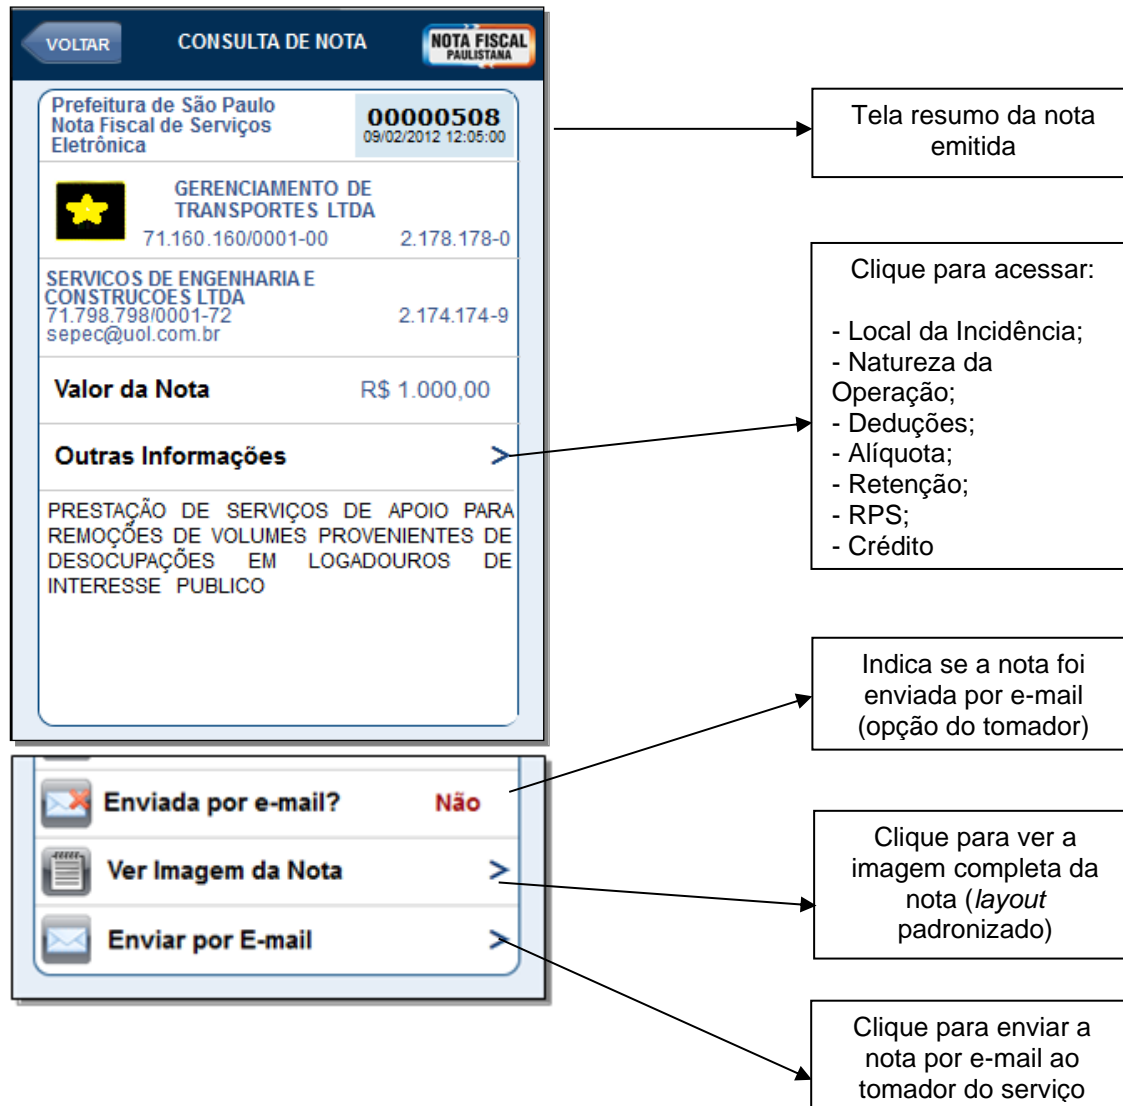 VOLTAR
CONSULTA DE NOTA
NOTA FISCAL
PAULISTANA
Prefeitura de São Paulo
Nota Fiscal de Serviços
Eletrônica
00000508
09/02/2012 12:05:00
GERENCIAMENTO DE
TRANSPORTES LTDA
71.160.160/0001-00 2.178.178-0
SERVICOS DE ENGENHARIA E
CONSTRUCOES LTDA
71.798.798/0001-72 2.174.174-9
sepec@uol.com.br
Valor da Nota R$ 1.000,00
Outras Informações >
PRESTAÇÃO DE SERVIÇOS DE APOIO PARA
REMOÇÕES DE VOLUMES PROVENIENTES DE
DESOCUPAÇÕES EM LOGADOUROS DE
INTERESSE PUBLICO
Enviada por e-mail? Não
Ver Imagem da Nota >
Enviar por E-mail >
Tela resumo da nota
emitida
Clique para acessar:
- Local da Incidência;
- Natureza da
Operação;
- Deduções;
- Alíquota;
- Retenção;
- RPS;
- Crédito
Indica se a nota foi
enviada por e-mail
(opção do tomador)
Clique para ver a
imagem completa da
nota (layout
padronizado)
Clique para enviar a
nota por e-mail ao
tomador do serviço